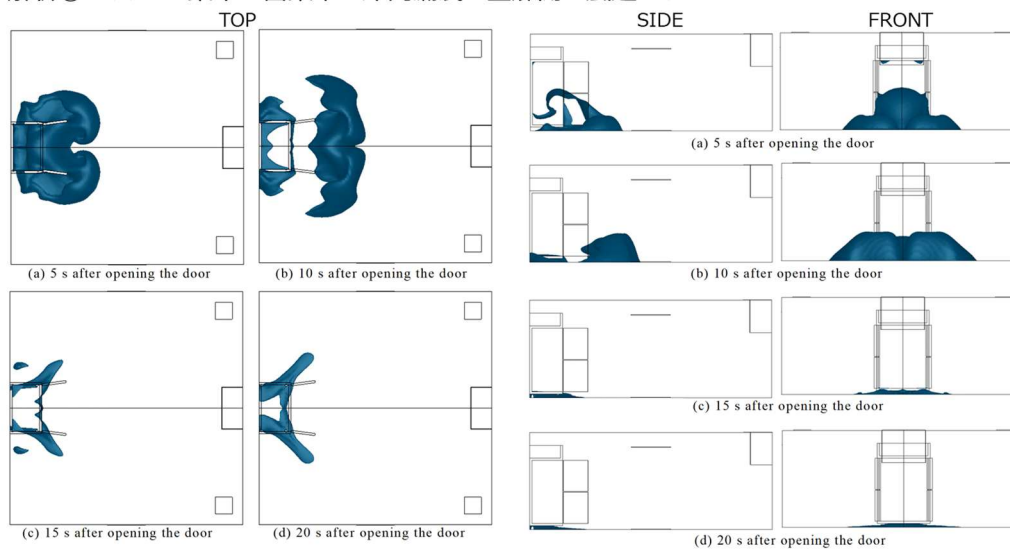 TOP
(a) 5 s after opening the door
(b) 10 s after opening the door
(c) 15 s after opening the door
(d) 20 s after opening the door
SIDE FRONT
(a) 5 s after opening the door
(b) 10 s after opening the door
(c) 15 s after opening the door
(d) 20 s after opening the door